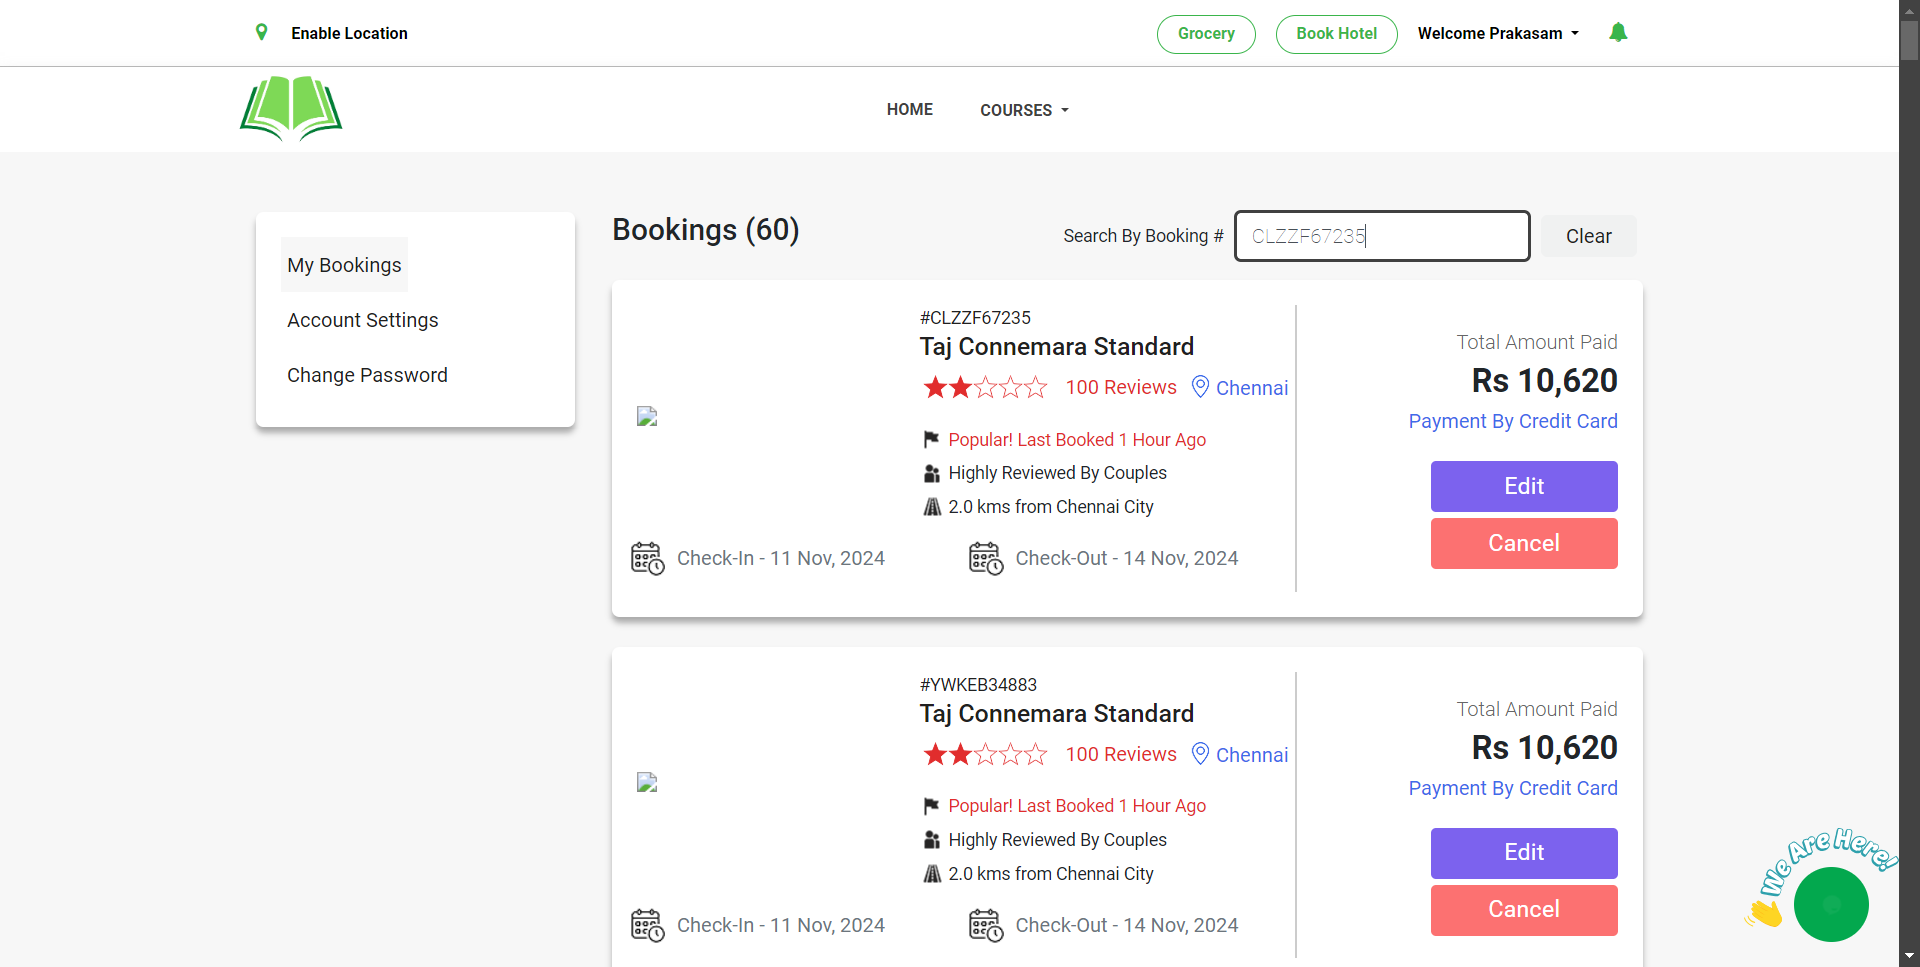 Enable Location
Grocery
Book Hotel
Welcome Prakasam
HOME
COURSES
My Bookings
Account Settings
Change Password
Bookings (60)
Search By Booking #
CLZZF67235
Clear
#CLZZF67235
Taj Connemara Standard
100 Reviews
Chennai
Popular! Last Booked 1 Hour Ago
Highly Reviewed By Couples
2.0 kms from Chennai City
Check-In - 11 Nov, 2024
Check-Out - 14 Nov, 2024
Total Amount Paid
Rs 10,620
Payment By Credit Card
Edit
Cancel
#YWKEB34883
Taj Connemara Standard
100 Reviews
Chennai
Popular! Last Booked 1 Hour Ago
Highly Reviewed By Couples
2.0 kms from Chennai City
Check-In - 11 Nov, 2024
Check-Out - 14 Nov, 2024
Total Amount Paid
Rs 10,620
Payment By Credit Card
Edit
Cancel
We Are Here!